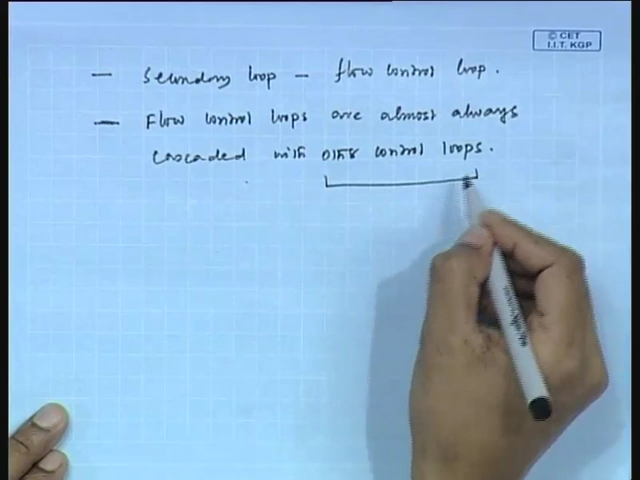 © CET
I.I.T. KGP
— Secondary loop – flow control loop.
— Flow control loops are almost always
cascaded with other control loops.